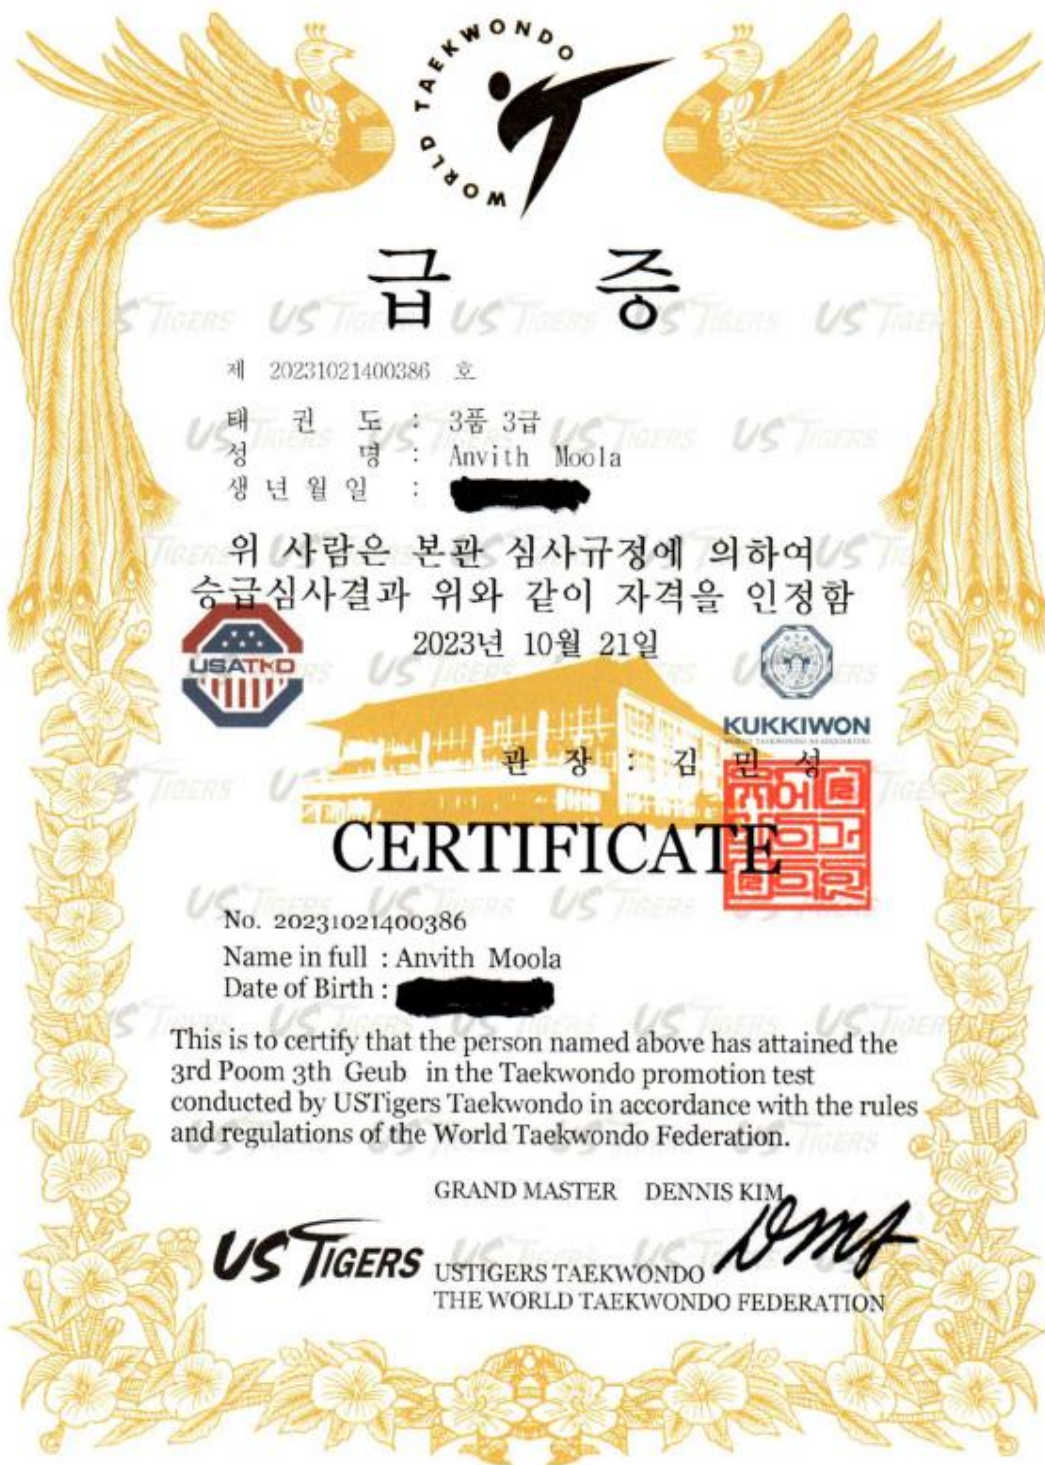 WORLD TAEKWONDO
급 증
제 20231021400386 호
태 권 도 : 3품 3급
성 명 : Anvith Moola
생 년 월 일 :
위 사람은 본관 심사규정에 의하여
승급심사결과 위와 같이 자격을 인정함
2023년 10월 21일
USATKD
KUKKIWON
WORLD TAEKWONDO HEADQUARTERS
관 장 : 김 민 성
CERTIFICATE
No. 20231021400386
Name in full : Anvith Moola
Date of Birth :
This is to certify that the person named above has attained the
3rd Poom 3th Geub in the Taekwondo promotion test
conducted by USTigers Taekwondo in accordance with the rules
and regulations of the World Taekwondo Federation.
GRAND MASTER DENNIS KIM
US TIGERS
USTIGERS TAEKWONDO
THE WORLD TAEKWONDO FEDERATION